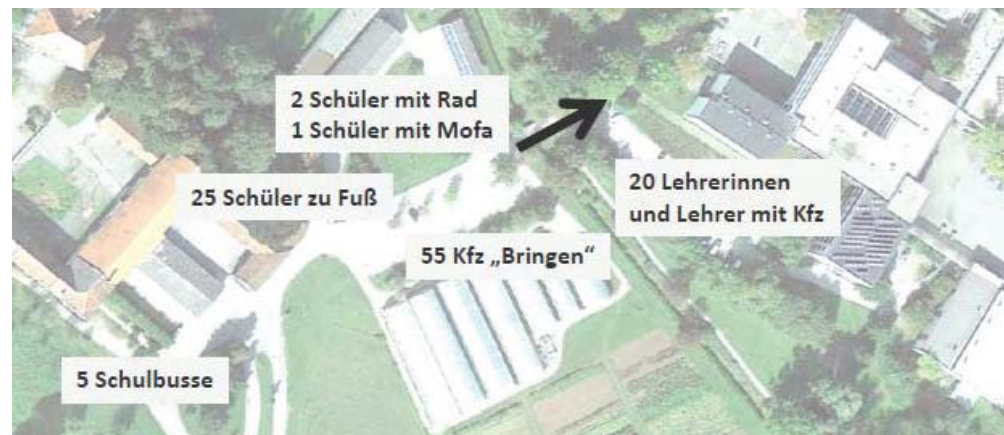 2 Schüler mit Rad
1 Schüler mit Mofa
25 Schüler zu Fuß
20 Lehrerinnen
und Lehrer mit Kfz
55 Kfz „Bringen“
5 Schulbusse